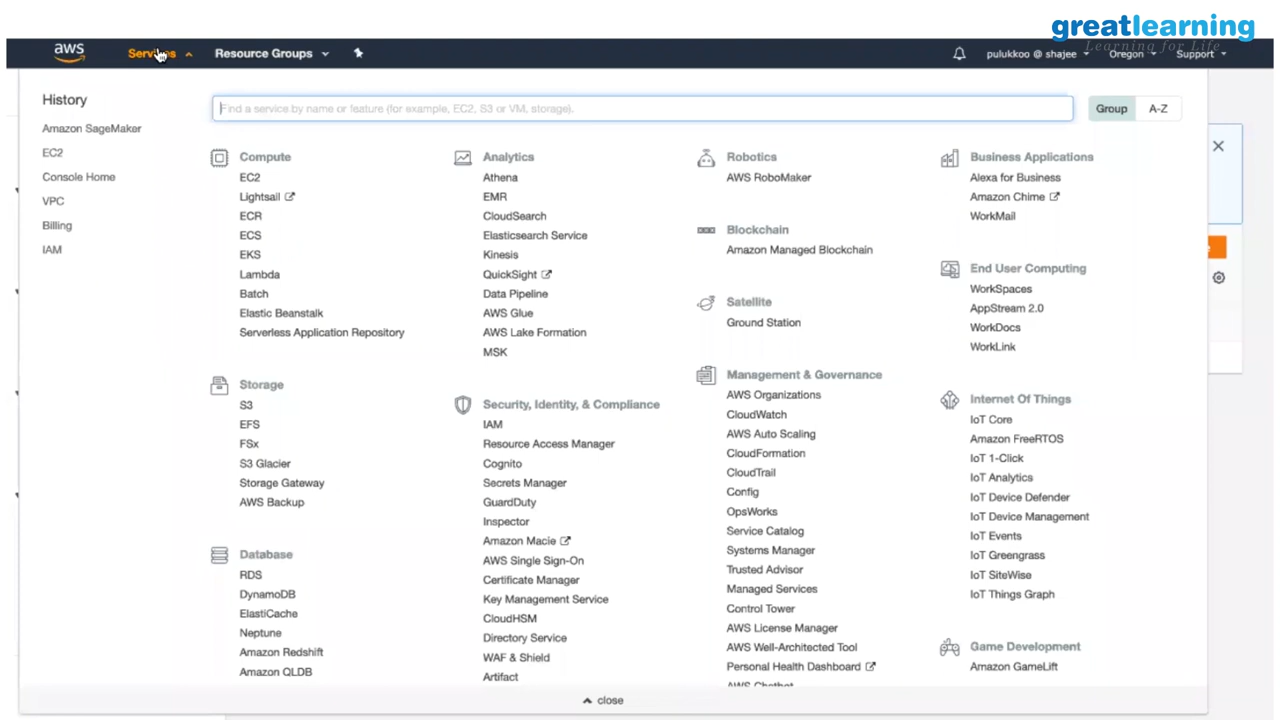 greatlearning
Learning for Life
aws
Services
Resource Groups
pulukkoo @ shajee
Oregon
Support
History
Amazon SageMaker
EC2
Console Home
VPC
Billing
IAM
Find a service by name or feature (for example, EC2, S3 or VM, storage).
Group
A-Z
Compute
EC2
Lightsail
ECR
ECS
EKS
Lambda
Batch
Elastic Beanstalk
Serverless Application Repository
Storage
S3
EFS
FSx
S3 Glacier
Storage Gateway
AWS Backup
Database
RDS
DynamoDB
ElastiCache
Neptune
Amazon Redshift
Amazon QLDB
Analytics
Athena
EMR
CloudSearch
Elasticsearch Service
Kinesis
QuickSight
Data Pipeline
AWS Glue
AWS Lake Formation
MSK
Security, Identity, & Compliance
IAM
Resource Access Manager
Cognito
Secrets Manager
GuardDuty
Inspector
Amazon Macie
AWS Single Sign-On
Certificate Manager
Key Management Service
CloudHSM
Directory Service
WAF & Shield
Artifact
Robotics
AWS RoboMaker
Blockchain
Amazon Managed Blockchain
Satellite
Ground Station
Management & Governance
AWS Organizations
CloudWatch
AWS Auto Scaling
CloudFormation
CloudTrail
Config
OpsWorks
Service Catalog
Systems Manager
Trusted Advisor
Managed Services
Control Tower
AWS License Manager
AWS Well-Architected Tool
Personal Health Dashboard
AWS Chatbot
Business Applications
Alexa for Business
Amazon Chime
WorkMail
End User Computing
WorkSpaces
AppStream 2.0
WorkDocs
WorkLink
Internet Of Things
IoT Core
Amazon FreeRTOS
IoT 1-Click
IoT Analytics
IoT Device Defender
IoT Device Management
IoT Events
IoT Greengrass
IoT SiteWise
IoT Things Graph
Game Development
Amazon GameLift
close